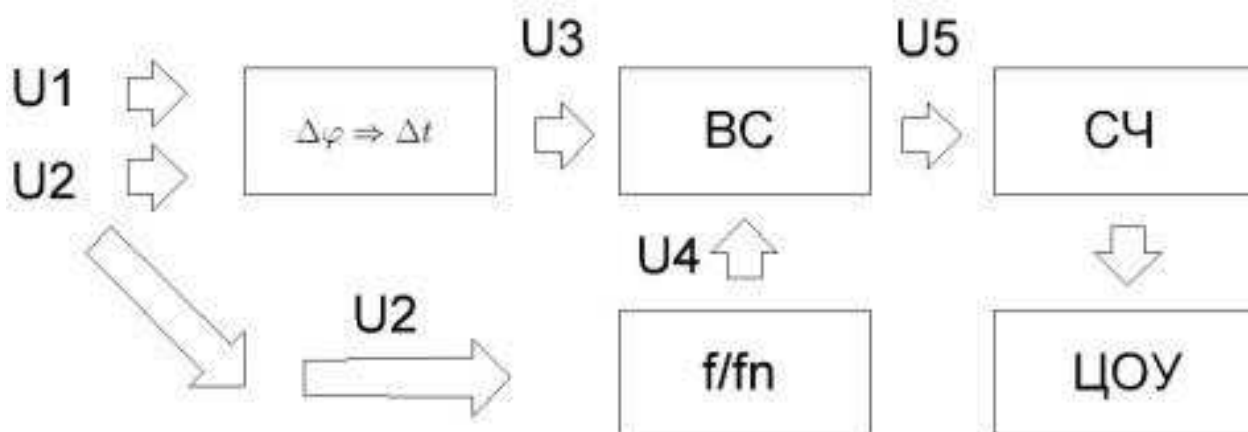 U3 U5
U1
Δφ ⇒ Δt ВС СЧ
U2
U4
U2
f/fn ЦОУ